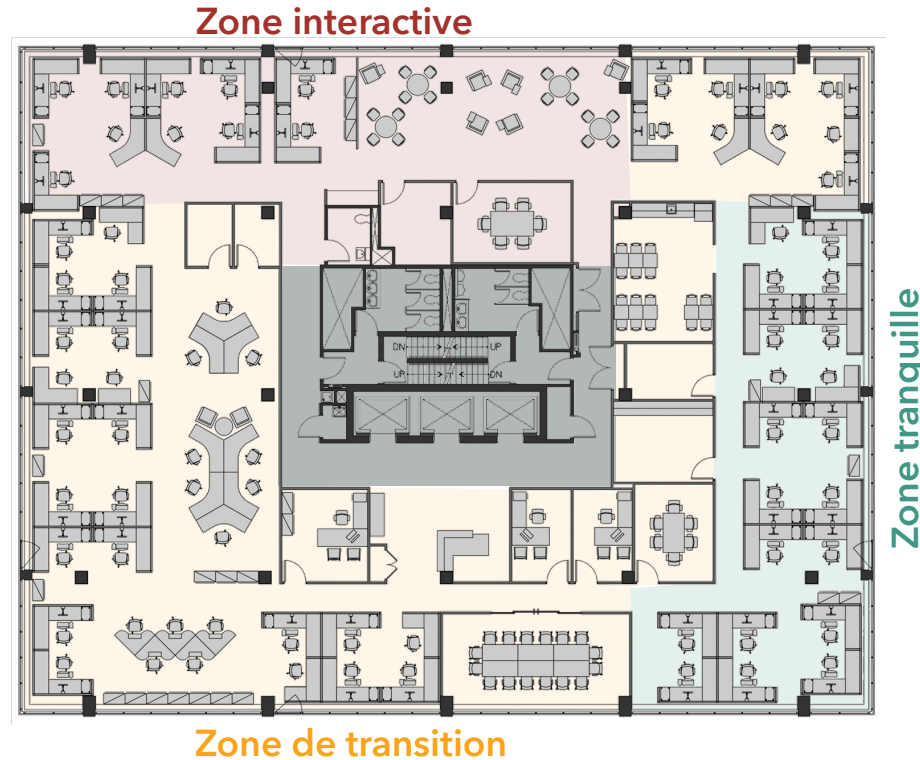 Zone interactive
DN
UP
UP
DN
Zone tranquille
Zone de transition